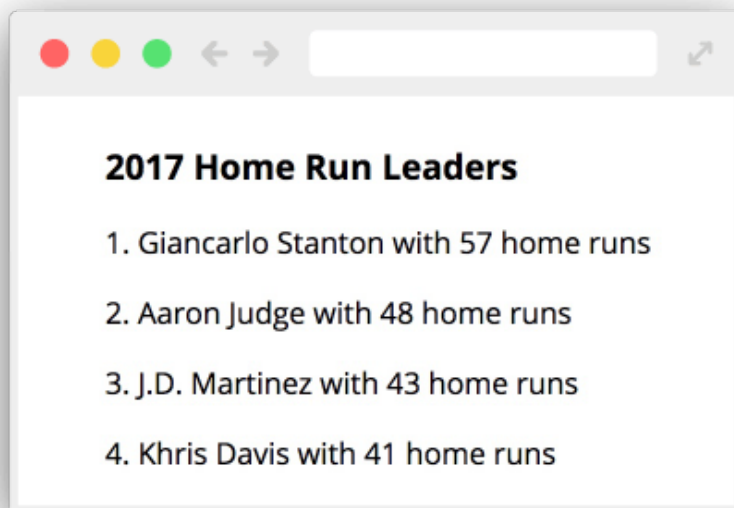 2017 Home Run Leaders
1. Giancarlo Stanton with 57 home runs
2. Aaron Judge with 48 home runs
3. J.D. Martinez with 43 home runs
4. Khris Davis with 41 home runs